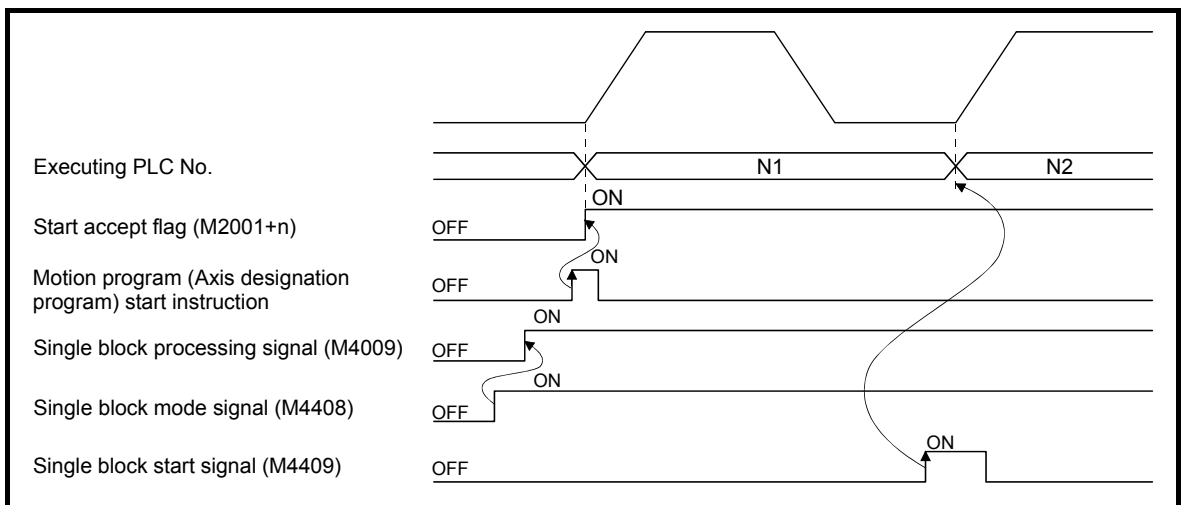 Executing PLC No.
N1
N2
ON
Start accept flag (M2001+n)
OFF
ON
Motion program (Axis designation
program) start instruction
OFF
ON
Single block processing signal (M4009)
OFF
ON
Single block mode signal (M4408)
OFF
ON
Single block start signal (M4409)
OFF